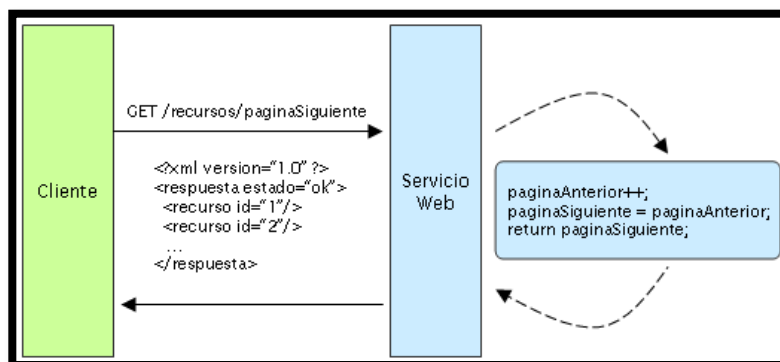 GET /recursos/paginaSiguiente
Cliente
<?xml version="1.0" ?>
<respuesta estado="ok">
<recurso id="1"/>
<recurso id="2"/>
...
</respuesta>
Servicio
Web
paginaAnterior++;
paginaSiguiente = paginaAnterior;
return paginaSiguiente;